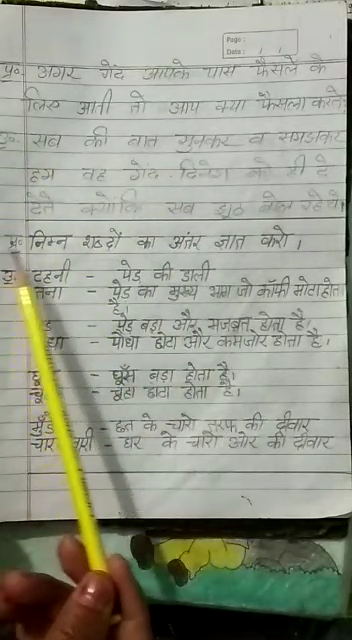 Page :
Date :
प्र० अगर गेंद आपके पास फैसले के
लिए आती तो आप क्या फैसला करते
उ० सब की बात सुनकर व समझकर
हम वह गेंद दिनेश को ही दे
देते क्योंकि सब झूठ बोल रहे थे।
प्र० निम्न शब्दों का अंतर ज्ञात करो।
उ० टहनी - पेड की डाली
तना - पेड का मुख्य भाग जो काफी मोटा होता
है।
पेड़ बड़ा और मजबूत होता है।
पौधा छोटा और कमजोर होता है।
घूँस बड़ा होता है।
चूहा छोटा होता है।
- छत के चारो तरफ की दीवार
- घर के चारो ओर की दीवार